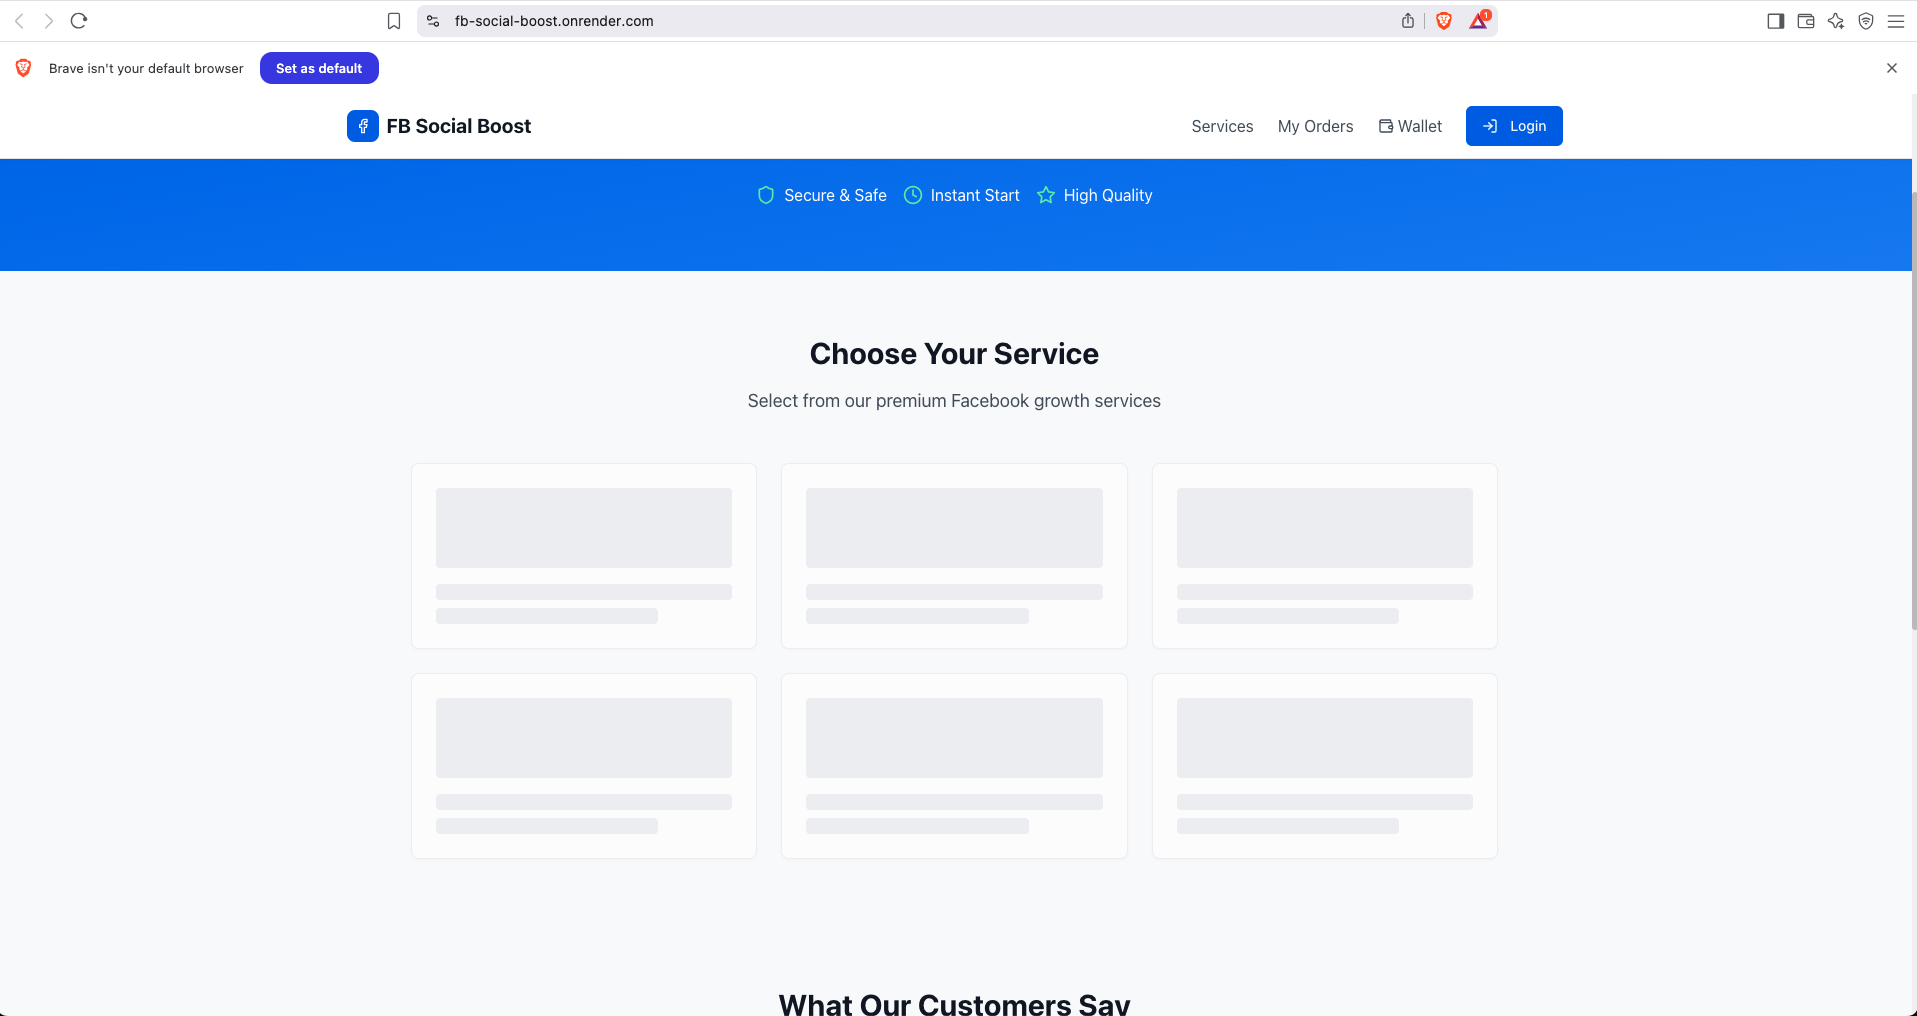 fb-social-boost.onrender.com
1
Brave isn't your default browser
Set as default
FB Social Boost
Services
My Orders
Wallet
Login
Secure & Safe
Instant Start
High Quality
Choose Your Service
Select from our premium Facebook growth services
What Our Customers Say